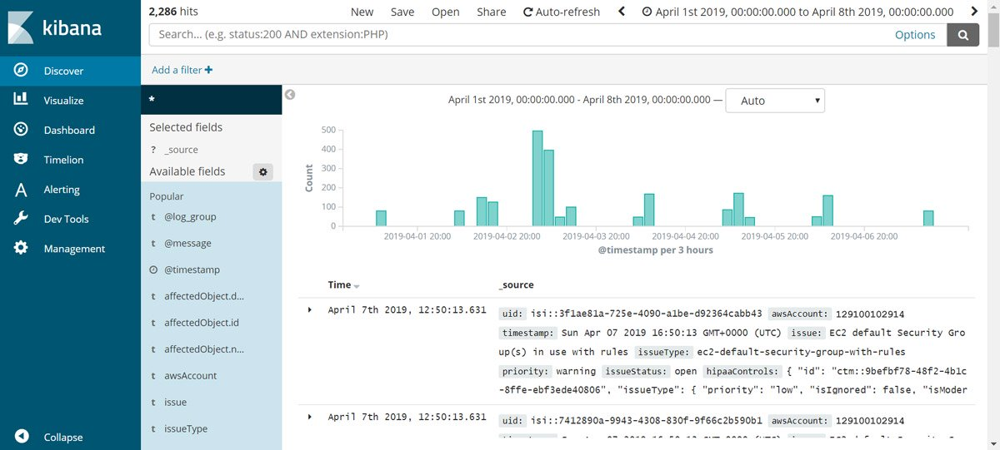 kibana
Discover
Visualize
Dashboard
Timelion
Alerting
Dev Tools
Management
Collapse
2,286 hits
New Save Open Share Auto-refresh April 1st 2019, 00:00:00.000 to April 8th 2019, 00:00:00.000
Search... (e.g. status:200 AND extension:PHP) Options
Add a filter +
*
Selected fields
? _source
Available fields
Popular
t @log_group
t @message
@timestamp
t affectedObject.d...
t affectedObject.id
t affectedObject.n...
t awsAccount
t issue
t issueType
April 1st 2019, 00:00:00.000 - April 8th 2019, 00:00:00.000 — Auto
Count
500
400
300
200
100
0
2019-04-01 20:00 2019-04-02 20:00 2019-04-03 20:00 2019-04-04 20:00 2019-04-05 20:00 2019-04-06 20:00
@timestamp per 3 hours
Time _source
April 7th 2019, 12:50:13.631 uid: isi::3f1ae81a-725e-4090-a1be-d92364cabb43 awsAccount: 129100102914
timestamp: Sun Apr 07 2019 16:50:13 GMT+0000 (UTC) issue: EC2 default Security Gro
up(s) in use with rules issueType: ec2-default-security-group-with-rules
priority: warning issueStatus: open hipaaControls: { "id": "ctm::9befbf78-48f2-4b1c
-8ffe-ebf3ede40806", "issueType": { "priority": "low", "isIgnored": false, "isModer
April 7th 2019, 12:50:13.631 uid: isi::7412890a-9943-4308-830f-9f66c2b590b1 awsAccount: 129100102914